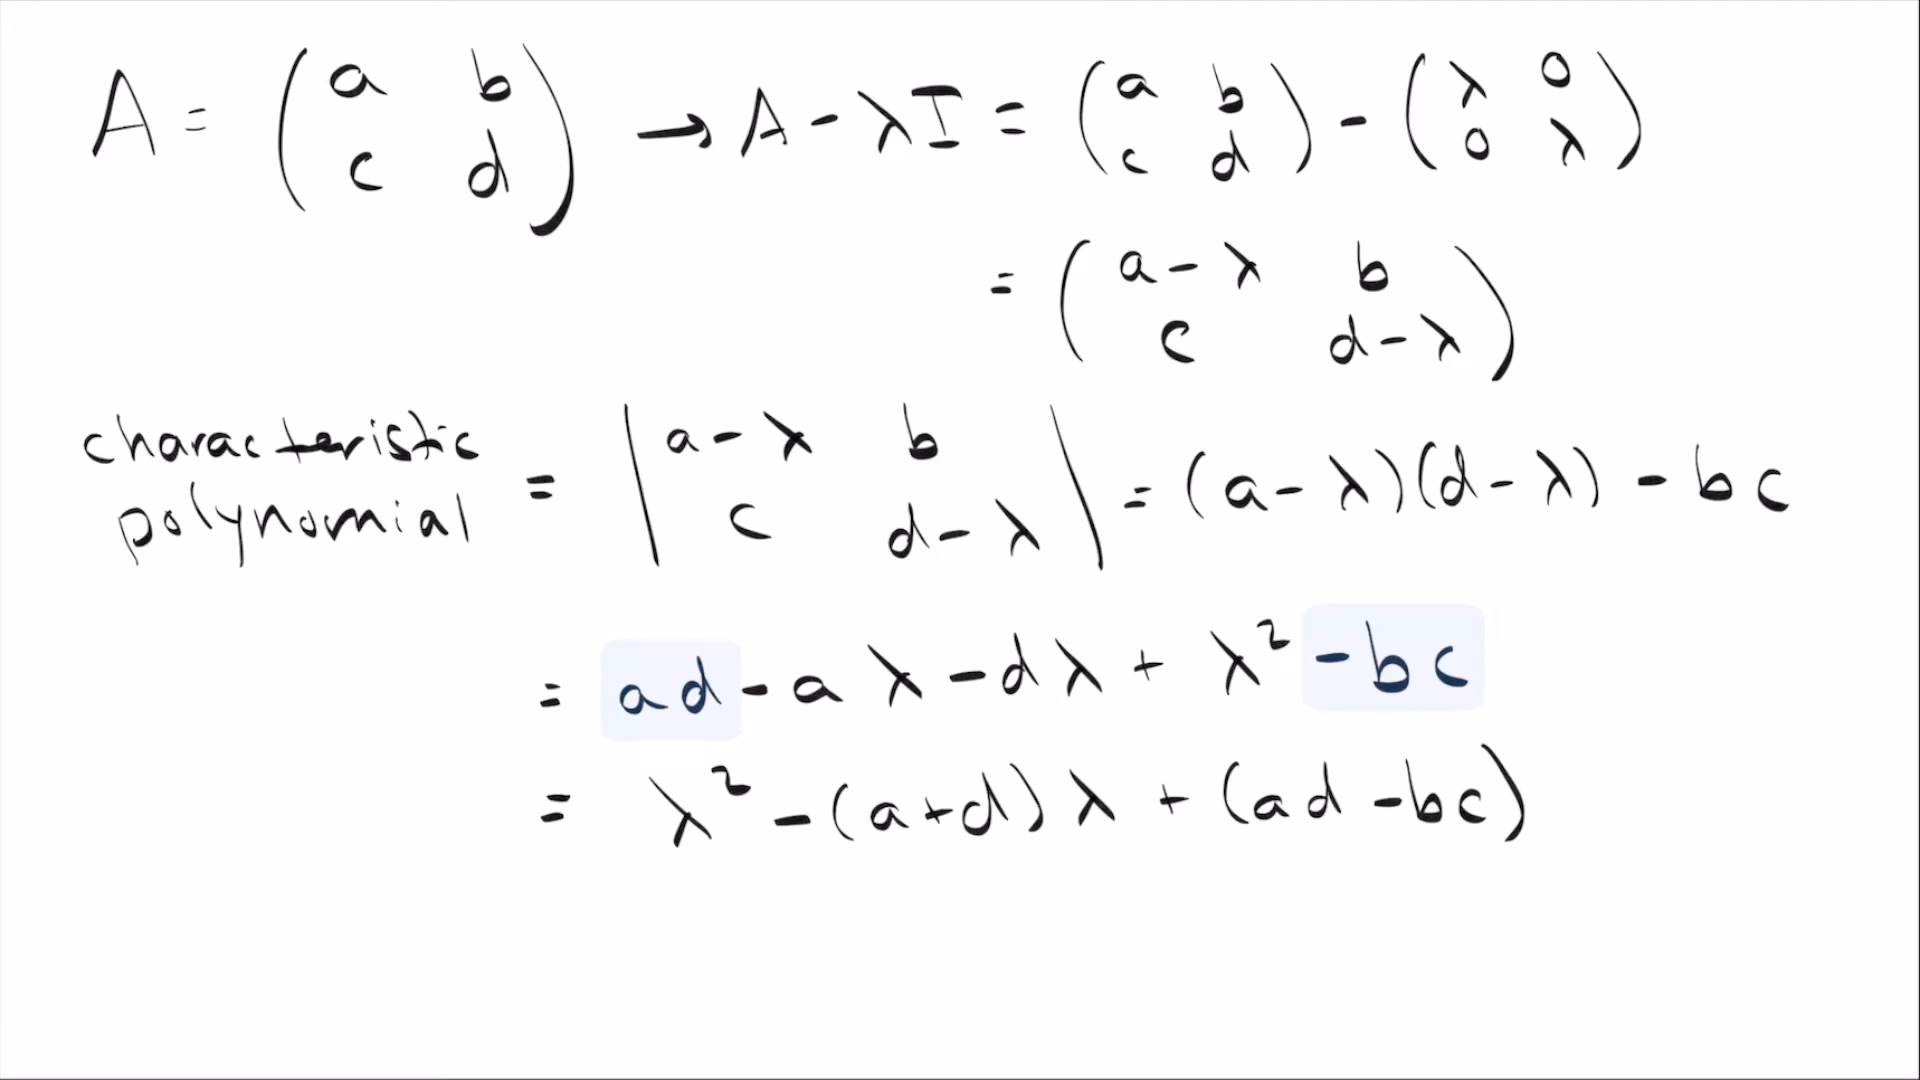 A = (a b; c d) → A - λI = (a b; c d) - (λ 0; 0 λ)
= (a - λ b; c d - λ)
characteristic polynomial = |a - λ b; c d - λ| = (a - λ)(d - λ) - bc
= ad - aλ - dλ + λ² - bc
= λ² - (a+d)λ + (ad - bc)